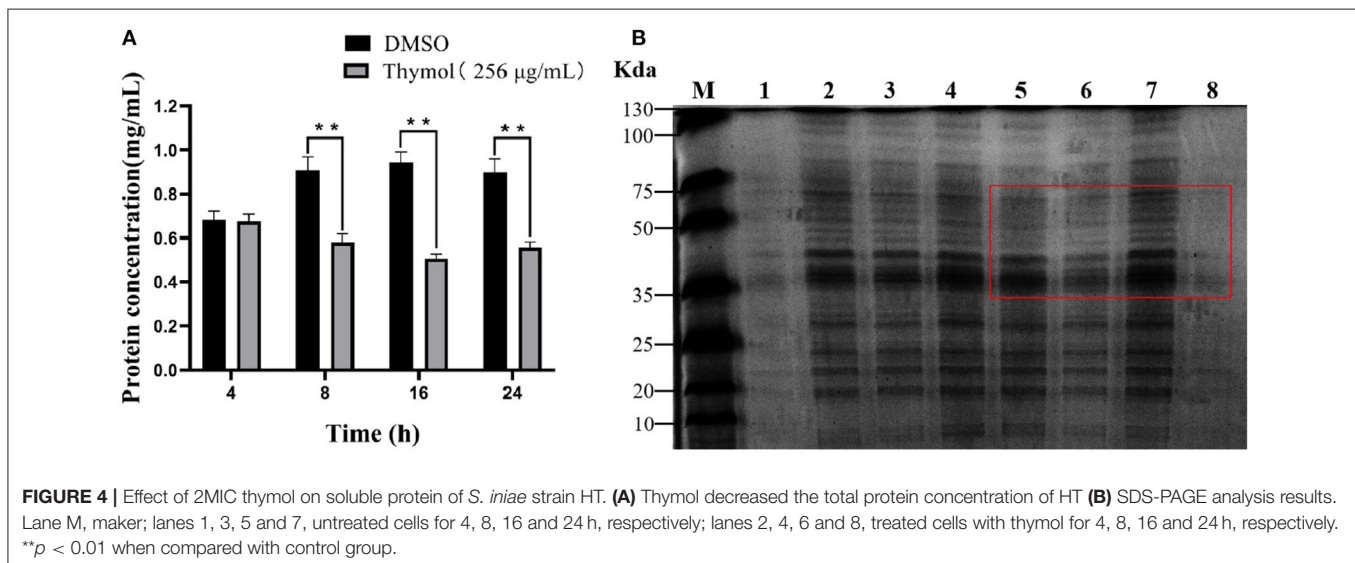 A
DMSO
Thymol( 256 μg/mL)
Protein concentration(mg/mL)
1.2
1.0
0.8
0.6
0.4
0.2
0.0
** ** **
4 8 16 24
Time (h)
B
Kda
M 1 2 3 4 5 6 7 8
130
100
75
50
35
25
20
10
FIGURE 4 | Effect of 2MIC thymol on soluble protein of S. iniae strain HT. (A) Thymol decreased the total protein concentration of HT (B) SDS-PAGE analysis results.
Lane M, maker; lanes 1, 3, 5 and 7, untreated cells for 4, 8, 16 and 24 h, respectively; lanes 2, 4, 6 and 8, treated cells with thymol for 4, 8, 16 and 24 h, respectively.
**p < 0.01 when compared with control group.